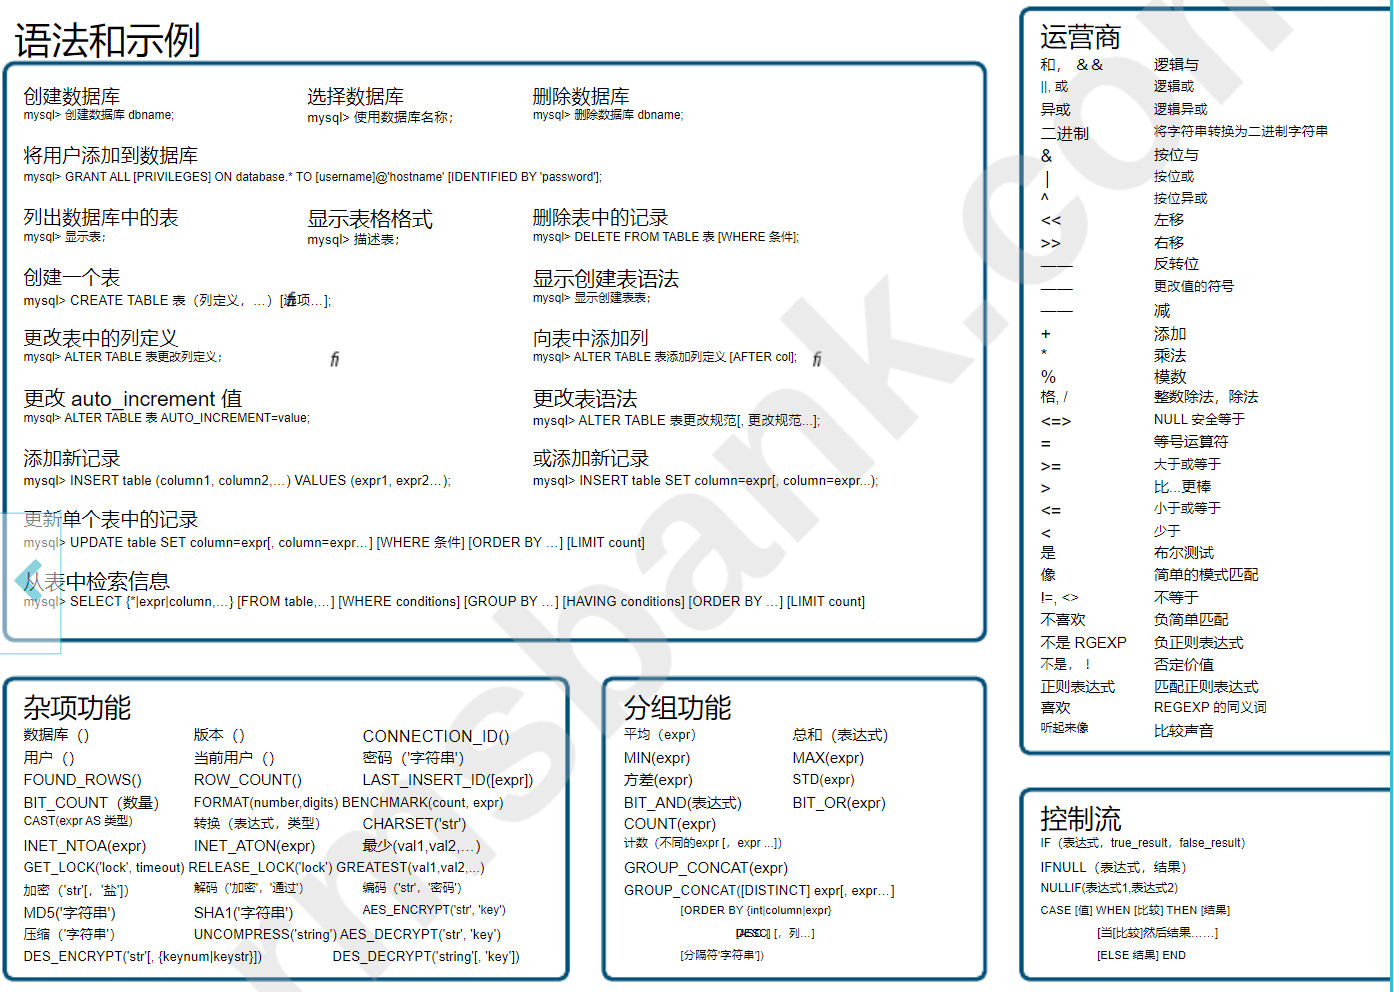 语法和示例
创建数据库
mysql> 创建数据库 dbname;
选择数据库
mysql> 使用数据库名称;
删除数据库
mysql> 删除数据库 dbname;
将用户添加到数据库
mysql> GRANT ALL [PRIVILEGES] ON database.* TO [username]@'hostname' [IDENTIFIED BY 'password'];
列出数据库中的表
mysql> 显示表;
显示表格格式
mysql> 描述表;
删除表中的记录
mysql> DELETE FROM TABLE 表 [WHERE 条件];
创建一个表
mysql> CREATE TABLE 表（列定义，…）[选项…];
显示创建表语法
mysql> 显示创建表表;
更改表中的列定义
mysql> ALTER TABLE 表更改列定义;
fi
向表中添加列
mysql> ALTER TABLE 表添加列定义 [AFTER col];
fi
更改 auto_increment 值
mysql> ALTER TABLE 表 AUTO_INCREMENT=value;
更改表语法
mysql> ALTER TABLE 表更改规范[, 更改规范...];
添加新记录
mysql> INSERT table (column1, column2,…) VALUES (expr1, expr2…);
或添加新记录
mysql> INSERT table SET column=expr[, column=expr...);
更新单个表中的记录
mysql> UPDATE table SET column=expr[, column=expr…] [WHERE 条件] [ORDER BY …] [LIMIT count]
从表中检索信息
mysql> SELECT {*|expr|column,…} [FROM table,…] [WHERE conditions] [GROUP BY …] [HAVING conditions] [ORDER BY …] [LIMIT count]
杂项功能
数据库（） 版本（） CONNECTION_ID()
用户（） 当前用户（） 密码（'字符串'）
FOUND_ROWS() ROW_COUNT() LAST_INSERT_ID([expr])
BIT_COUNT（数量） FORMAT(number,digits) BENCHMARK(count, expr)
CAST(expr AS 类型) 转换（表达式，类型） CHARSET('str')
INET_NTOA(expr) INET_ATON(expr) 最少(val1,val2,…)
GET_LOCK('lock', timeout) RELEASE_LOCK('lock') GREATEST(val1,val2,…)
加密（'str'[，'盐']） 解码（'加密'，'通过'） 编码（'str'，'密码'）
MD5('字符串') SHA1('字符串') AES_ENCRYPT('str', 'key')
压缩（'字符串'） UNCOMPRESS('string') AES_DECRYPT('str', 'key')
DES_ENCRYPT('str'[, {keynum|keystr}]) DES_DECRYPT('string'[, 'key'])
分组功能
平均（expr） 总和（表达式）
MIN(expr) MAX(expr)
方差(expr) STD(expr)
BIT_AND(表达式) BIT_OR(expr)
COUNT(expr)
计数（不同的expr [，expr ...]）
GROUP_CONCAT(expr)
GROUP_CONCAT([DISTINCT] expr[, expr…]
[ORDER BY {int|column|expr}
[，列…]
[分隔符'字符串'])
运营商
和， && 逻辑与
||, 或 逻辑或
异或 逻辑异或
二进制 将字符串转换为二进制字符串
& 按位与
| 按位或
^ 按位异或
<< 左移
>> 右移
—— 反转位
—— 更改值的符号
—— 减
+ 添加
* 乘法
% 模数
格, / 整数除法，除法
<=> NULL 安全等于
= 等号运算符
>= 大于或等于
> 比...更棒
<= 小于或等于
< 少于
是 布尔测试
像 简单的模式匹配
!=, <> 不等于
不喜欢 负简单匹配
不是 RGEXP 负正则表达式
不是，！ 否定价值
正则表达式 匹配正则表达式
喜欢 REGEXP 的同义词
听起来像 比较声音
控制流
IF（表达式，true_result，false_result）
IFNULL（表达式，结果）
NULLIF(表达式1,表达式2)
CASE [值] WHEN [比较] THEN [结果]
[当[比较]然后结果……]
[ELSE 结果] END
rmsbank.com